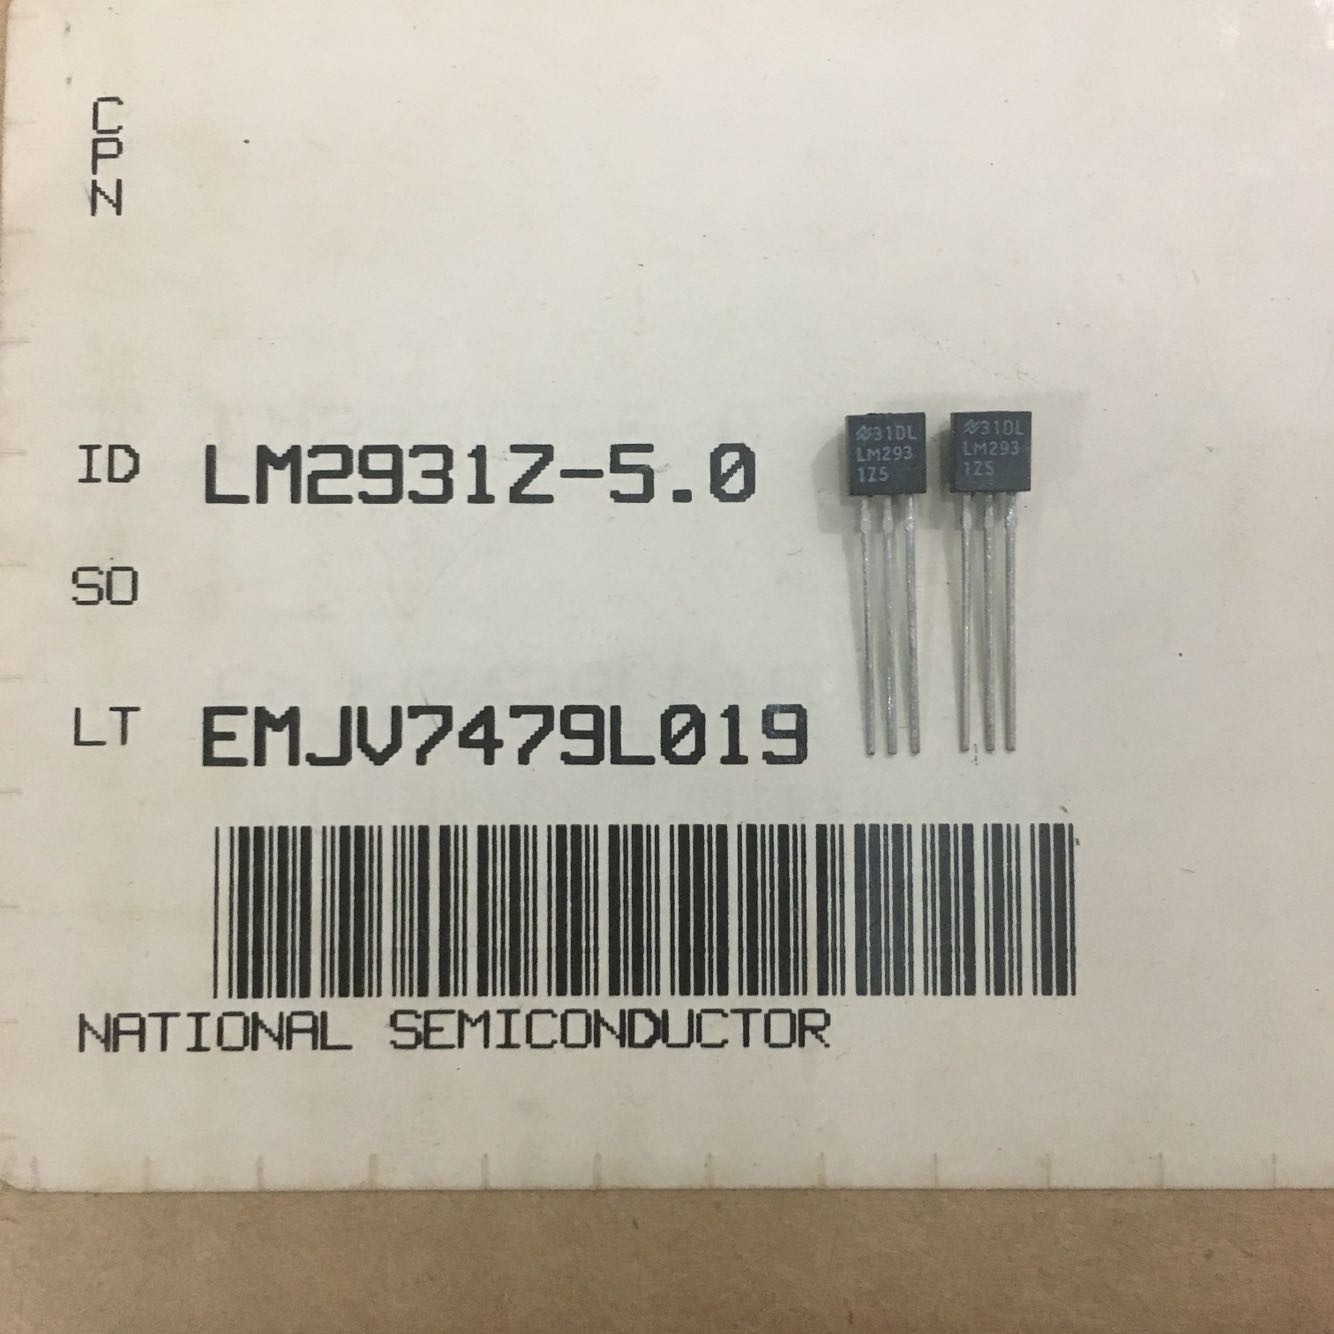 CPN
ID LM2931Z-5.0
31DL
LM293
1Z5
31DL
LM293
1Z5
SO
LT EMJV7479L019
NATIONAL SEMICONDUCTOR